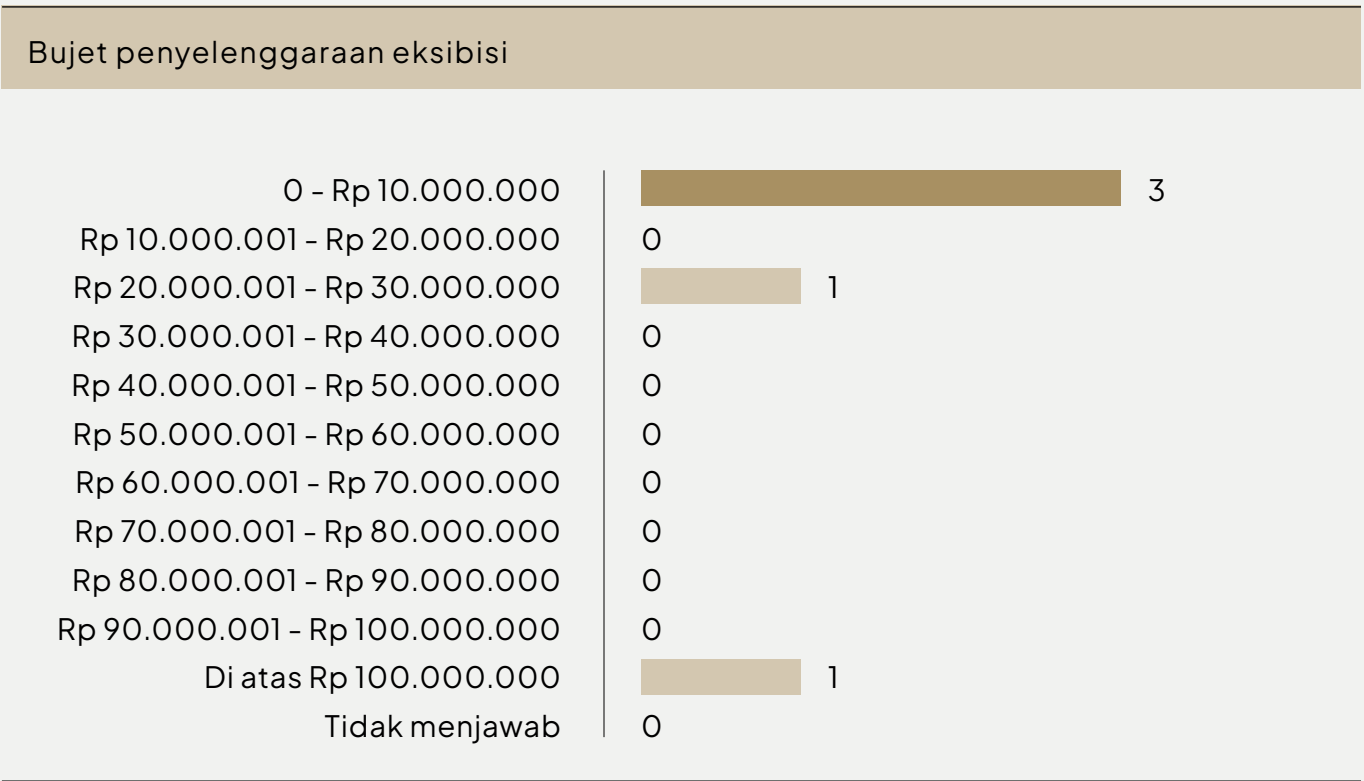 Bujet penyelenggaraan eksibisi
0 - Rp 10.000.000 3
Rp 10.000.001 - Rp 20.000.000 0
Rp 20.000.001 - Rp 30.000.000 1
Rp 30.000.001 - Rp 40.000.000 0
Rp 40.000.001 - Rp 50.000.000 0
Rp 50.000.001 - Rp 60.000.000 0
Rp 60.000.001 - Rp 70.000.000 0
Rp 70.000.001 - Rp 80.000.000 0
Rp 80.000.001 - Rp 90.000.000 0
Rp 90.000.001 - Rp 100.000.000 0
Di atas Rp 100.000.000 1
Tidak menjawab 0